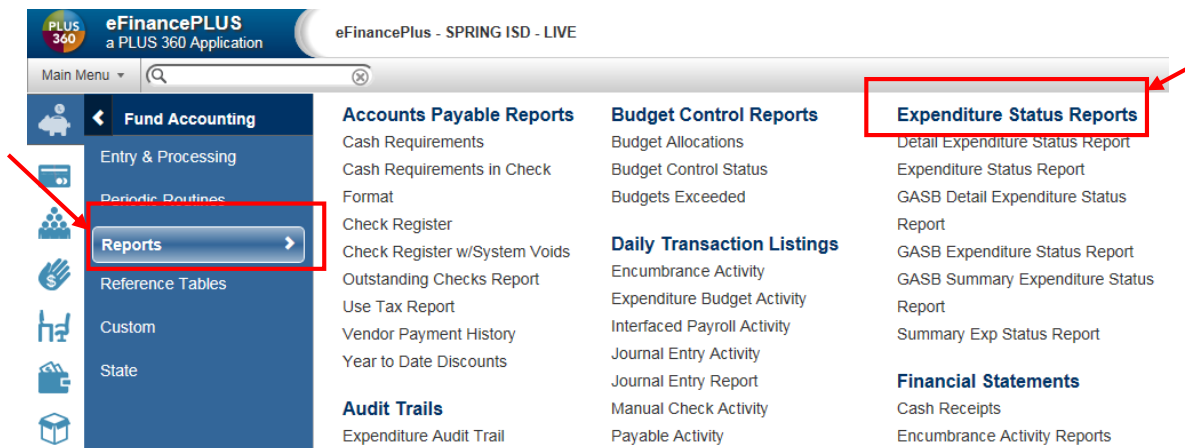 PLUS
360
eFinancePLUS
a PLUS 360 Application
eFinancePlus - SPRING ISD - LIVE
Main Menu
Fund Accounting
Entry & Processing
Periodic Routines
Reports
Reference Tables
Custom
State
Accounts Payable Reports
Cash Requirements
Cash Requirements in Check
Format
Check Register
Check Register w/System Voids
Outstanding Checks Report
Use Tax Report
Vendor Payment History
Year to Date Discounts
Audit Trails
Expenditure Audit Trail
Budget Control Reports
Budget Allocations
Budget Control Status
Budgets Exceeded
Daily Transaction Listings
Encumbrance Activity
Expenditure Budget Activity
Interfaced Payroll Activity
Journal Entry Activity
Journal Entry Report
Manual Check Activity
Payable Activity
Expenditure Status Reports
Detail Expenditure Status Report
Expenditure Status Report
GASB Detail Expenditure Status
Report
GASB Expenditure Status Report
GASB Summary Expenditure Status
Report
Summary Exp Status Report
Financial Statements
Cash Receipts
Encumbrance Activity Reports